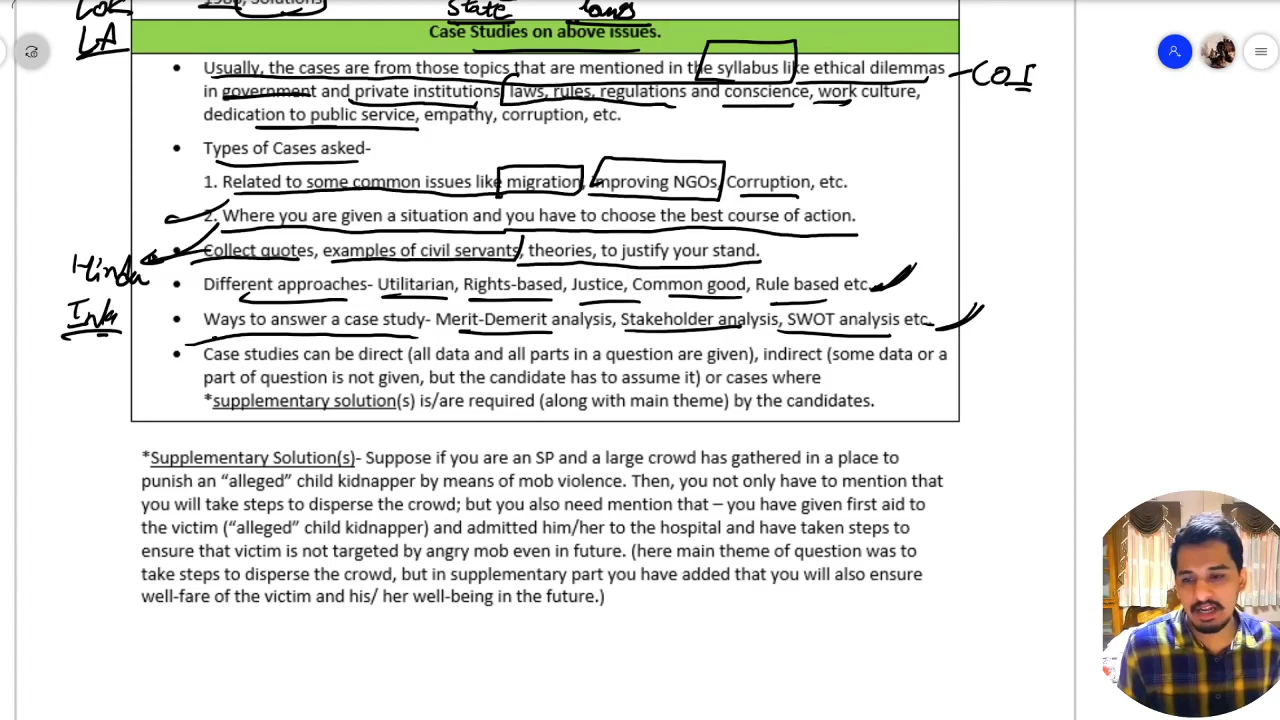 1988, Solutions
State laws
LA
Case Studies on above issues.
• Usually, the cases are from those topics that are mentioned in the syllabus like ethical dilemmas
COI
in government and private institutions, laws, rules, regulations and conscience, work culture,
dedication to public service, empathy, corruption, etc.
• Types of Cases asked-
1. Related to some common issues like migration, improving NGOs, Corruption, etc.
2. Where you are given a situation and you have to choose the best course of action.
• Collect quotes, examples of civil servants, theories, to justify your stand.
Hindu
• Different approaches- Utilitarian, Rights-based, Justice, Common good, Rule based etc.
• Ways to answer a case study- Merit-Demerit analysis, Stakeholder analysis, SWOT analysis etc.
• Case studies can be direct (all data and all parts in a question are given), indirect (some data or a
part of question is not given, but the candidate has to assume it) or cases where
*supplementary solution(s) is/are required (along with main theme) by the candidates.
*Supplementary Solution(s)- Suppose if you are an SP and a large crowd has gathered in a place to
punish an “alleged” child kidnapper by means of mob violence. Then, you not only have to mention that
you will take steps to disperse the crowd; but you also need mention that – you have given first aid to
the victim (“alleged” child kidnapper) and admitted him/her to the hospital and have taken steps to
ensure that victim is not targeted by angry mob even in future. (here main theme of question was to
take steps to disperse the crowd, but in supplementary part you have added that you will also ensure
well-fare of the victim and his/ her well-being in the future.)